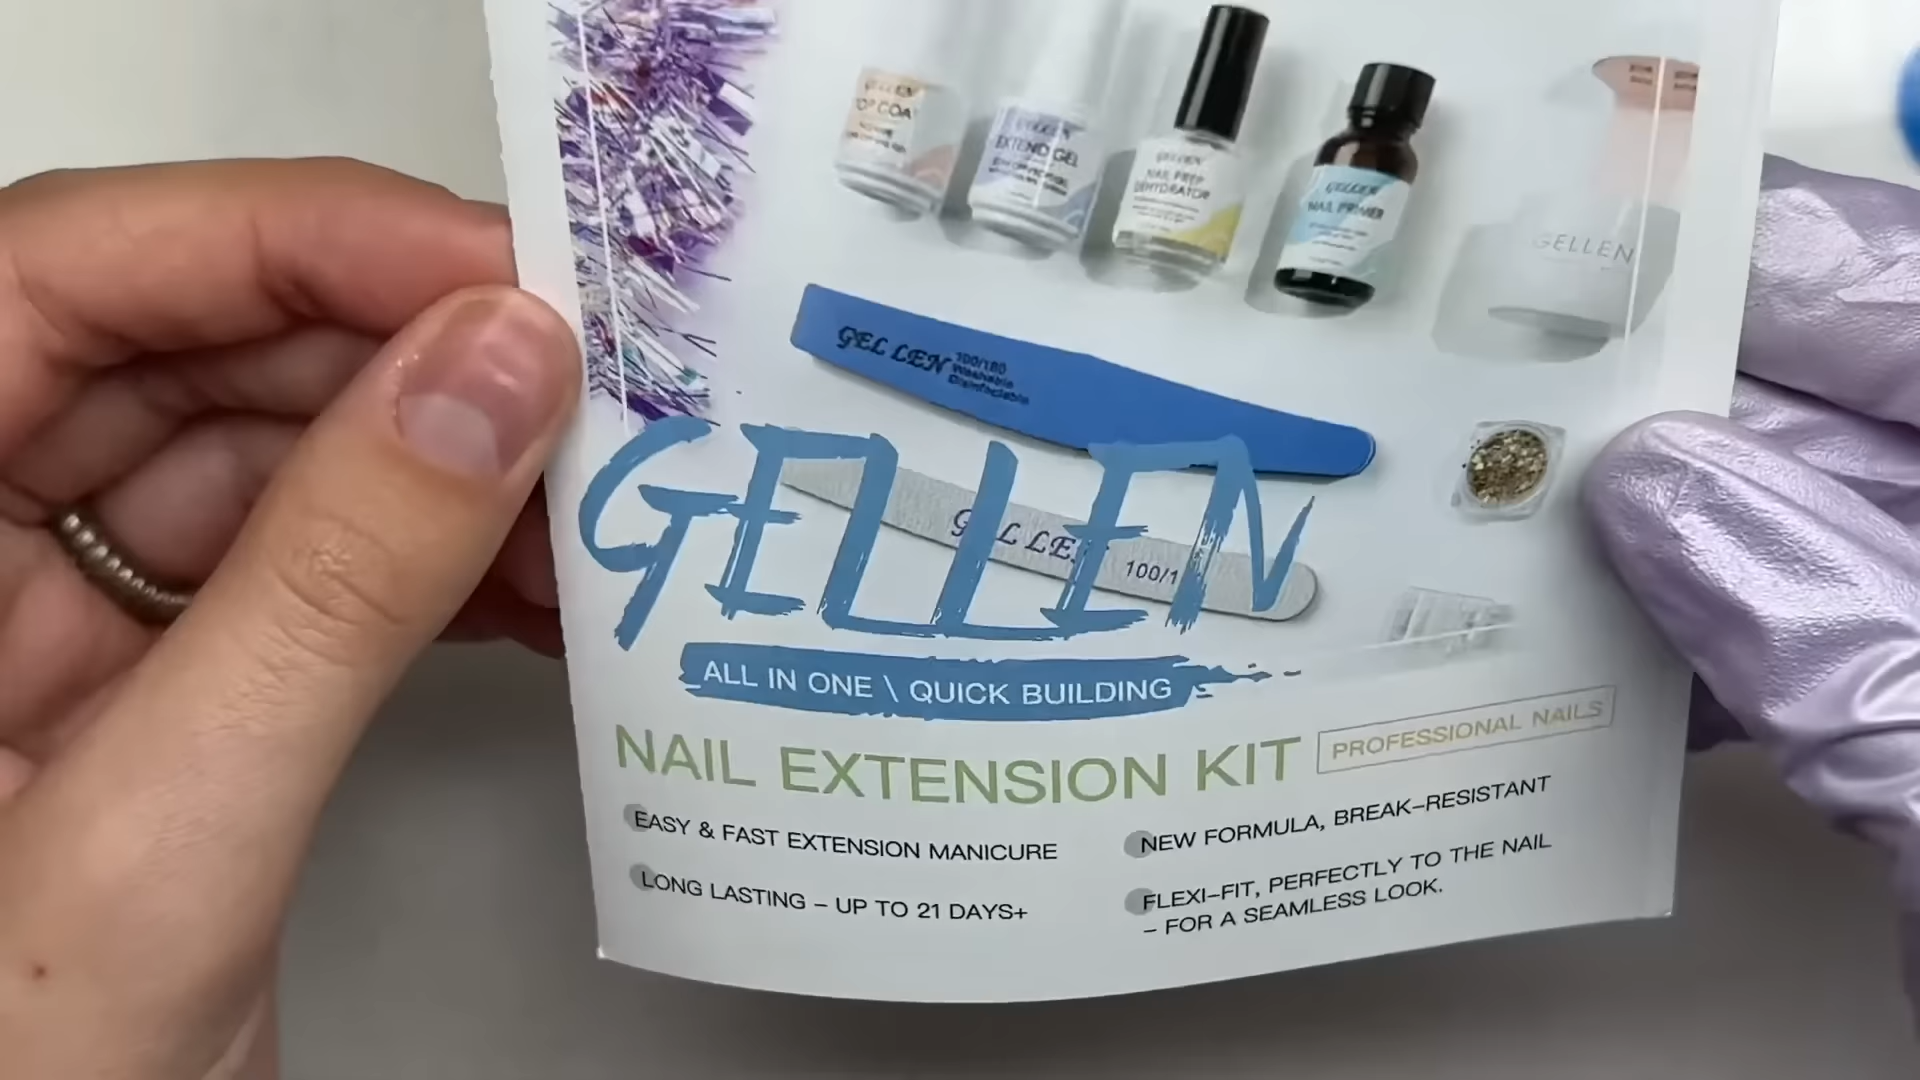 GELLEN
TOP COAT
GELLEN
EXTEND GEL
GELLEN
NAIL PREP
DEHYDRATOR
GELLEN
NAIL PRIMER
GELLEN
GEL LEN 100/180
Washable
Disinfectable
GEL LEN 100/1
GELLEN
ALL IN ONE \ QUICK BUILDING
NAIL EXTENSION KIT PROFESSIONAL NAILS
EASY & FAST EXTENSION MANICURE
LONG LASTING – UP TO 21 DAYS+
NEW FORMULA, BREAK–RESISTANT
FLEXI–FIT, PERFECTLY TO THE NAIL
– FOR A SEAMLESS LOOK.